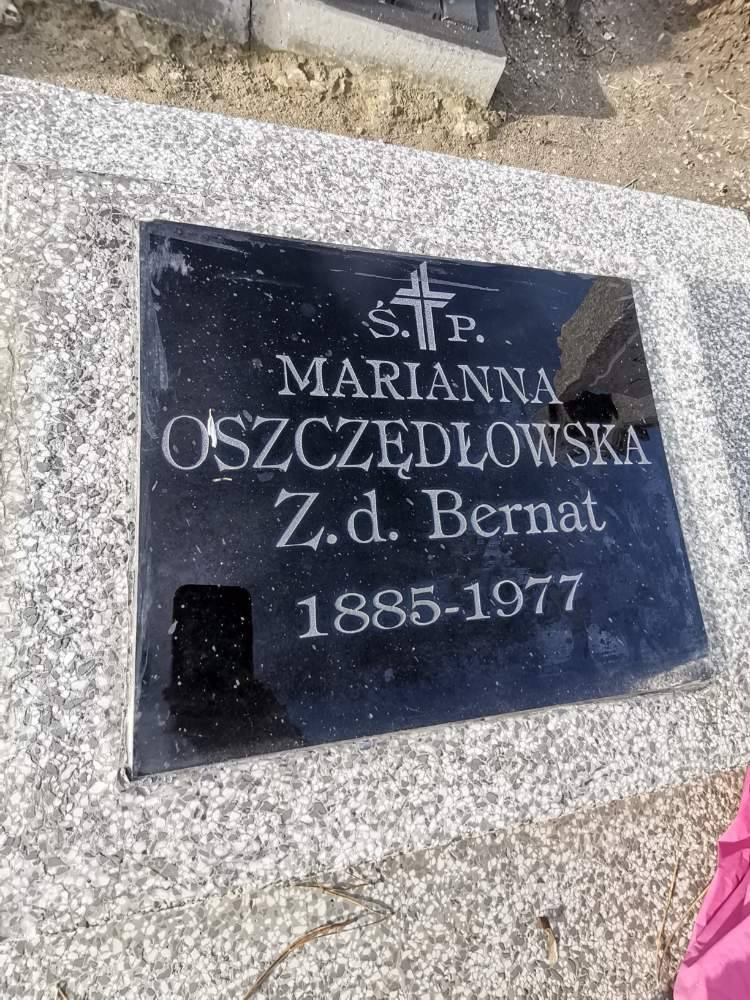 Ś. P.
MARIANNA
OSZCZĘDŁOWSKA
Z.d. Bernat
1885-1977